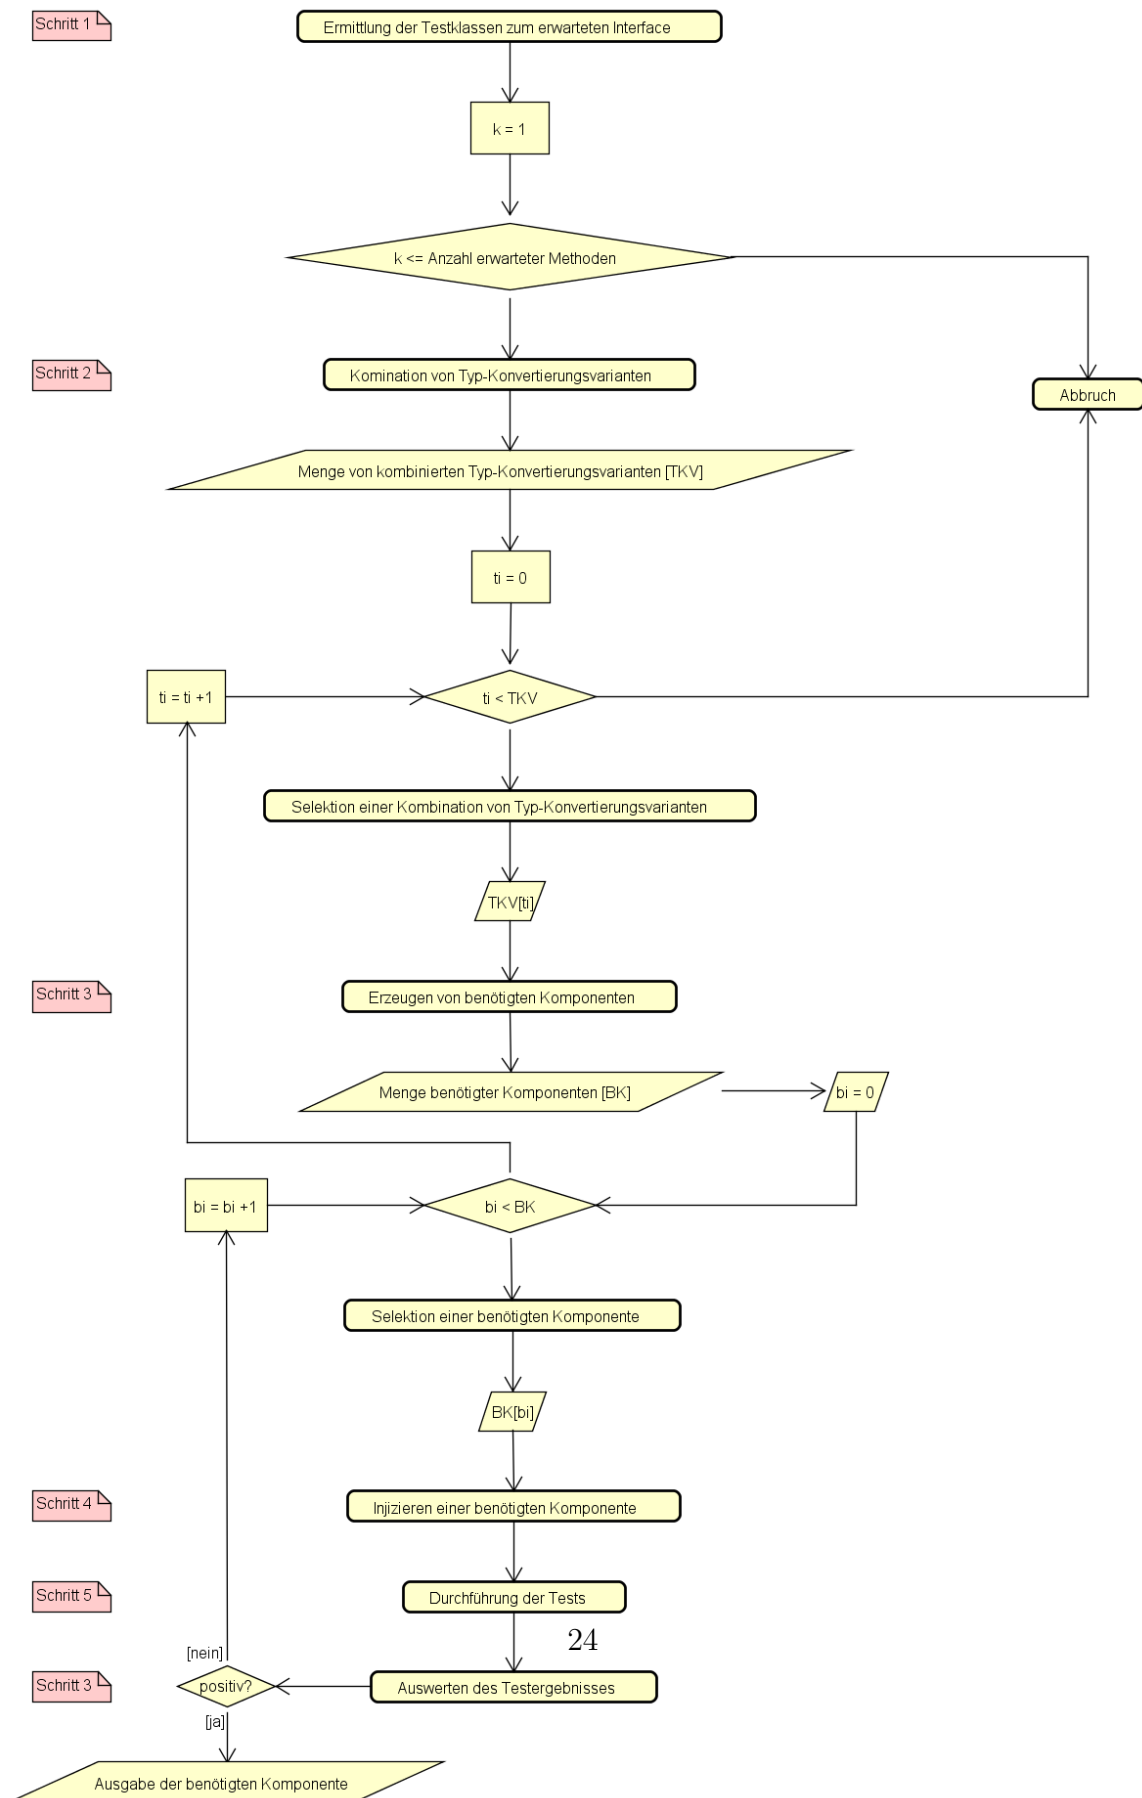 Schritt 1
Ermittlung der Testklassen zum erwarteten Interface
k = 1
k <= Anzahl erwarteter Methoden
Schritt 2
Komination von Typ-Konvertierungsvarianten
Abbruch
Menge von kombinierten Typ-Konvertierungsvarianten [TKV]
ti = 0
ti = ti +1
ti < TKV
Selektion einer Kombination von Typ-Konvertierungsvarianten
TKV[ti]
Schritt 3
Erzeugen von benötigten Komponenten
Menge benötigter Komponenten [BK]
bi = 0
bi = bi +1
bi < BK
Selektion einer benötigten Komponente
BK[bi]
Schritt 4
Injizieren einer benötigten Komponente
Schritt 5
Durchführung der Tests
24
[nein]
Schritt 3
positiv?
Auswerten des Testergebnisses
[ja]
Ausgabe der benötigten Komponente